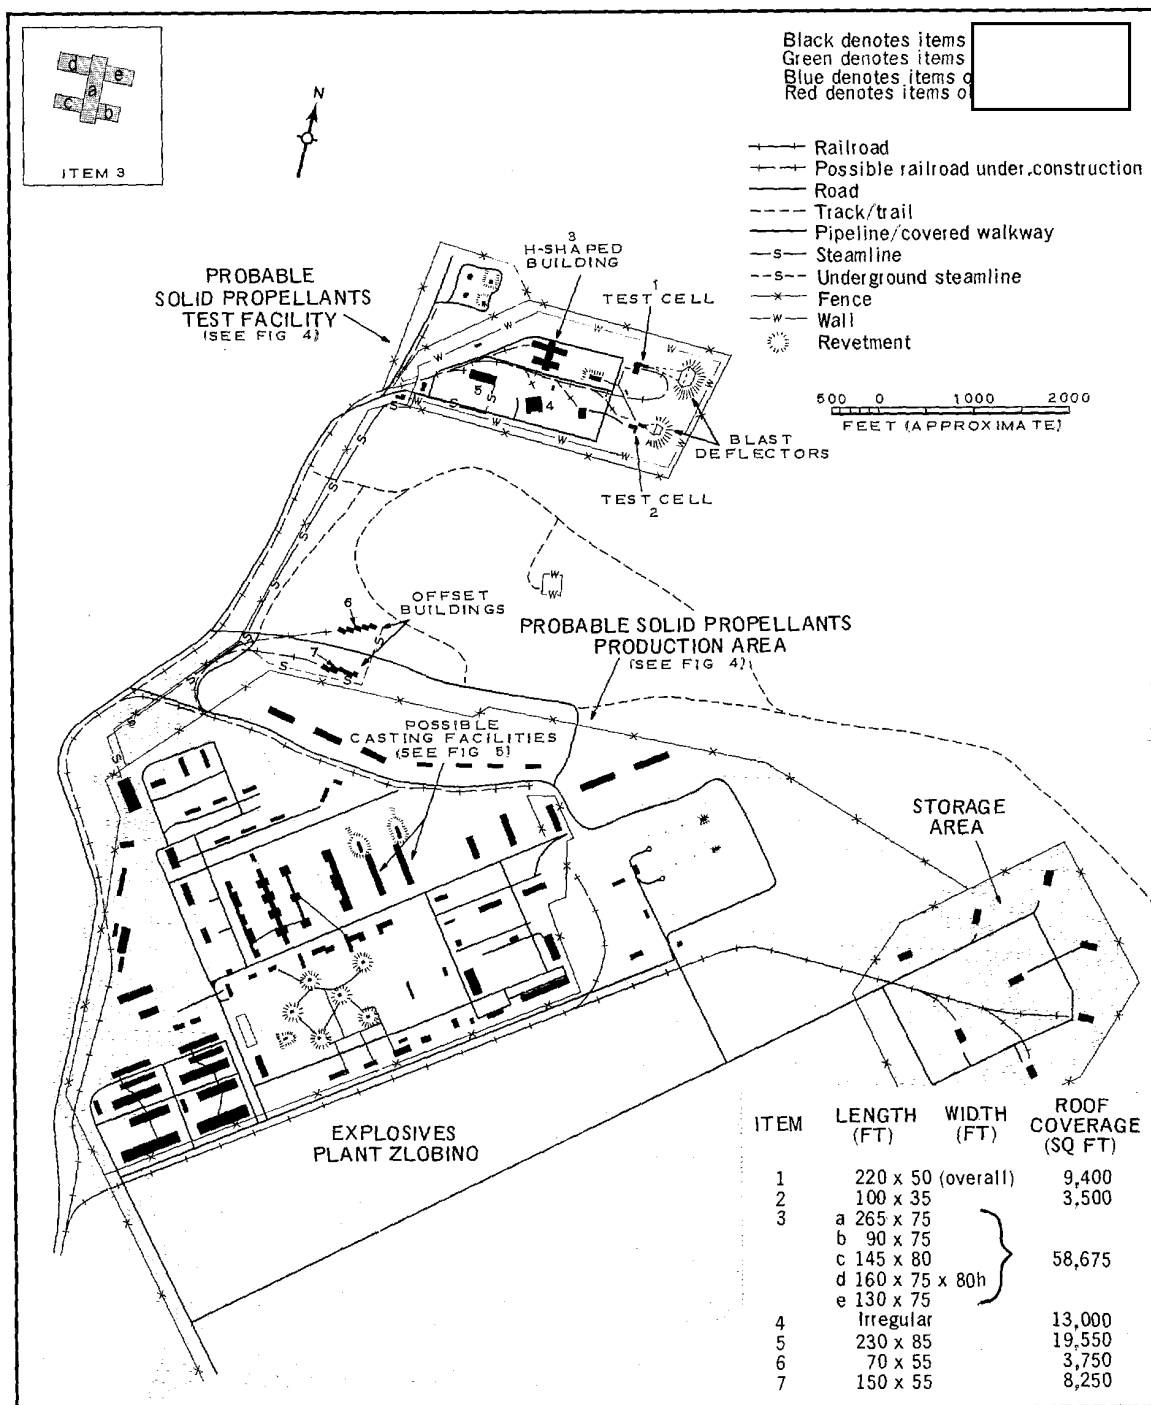 d
e
a
c
b
ITEM 3
N
Black denotes items
Green denotes items
Blue denotes items o
Red denotes items o
Railroad
Possible railroad under construction
Road
Track/trail
Pipeline/covered walkway
S Steamline
S Underground steamline
Fence
W Wall
Revetment
500 0 1000 2000
FEET (APPROXIMATE)
PROBABLE
SOLID PROPELLANTS
TEST FACILITY
(SEE FIG 4)
3
H-SHAPED
BUILDING
1
TEST CELL
5
4
5
BLAST
DEFLECTORS
TEST CELL
2
OFFSET
BUILDINGS
6
7
PROBABLE SOLID PROPELLANTS
PRODUCTION AREA
(SEE FIG 4)
POSSIBLE
CASTING FACILITIES
(SEE FIG 5)
STORAGE
AREA
EXPLOSIVES
PLANT ZLOBINO
ITEM LENGTH (FT) WIDTH (FT) ROOF COVERAGE (SQ FT)
1 220 x 50 (overall) 9,400
2 100 x 35 3,500
3 a 265 x 75
b 90 x 75
c 145 x 80 58,675
d 160 x 75 x 80h
e 130 x 75
4 Irregular 13,000
5 230 x 85 19,550
6 70 x 55 3,750
7 150 x 55 8,250